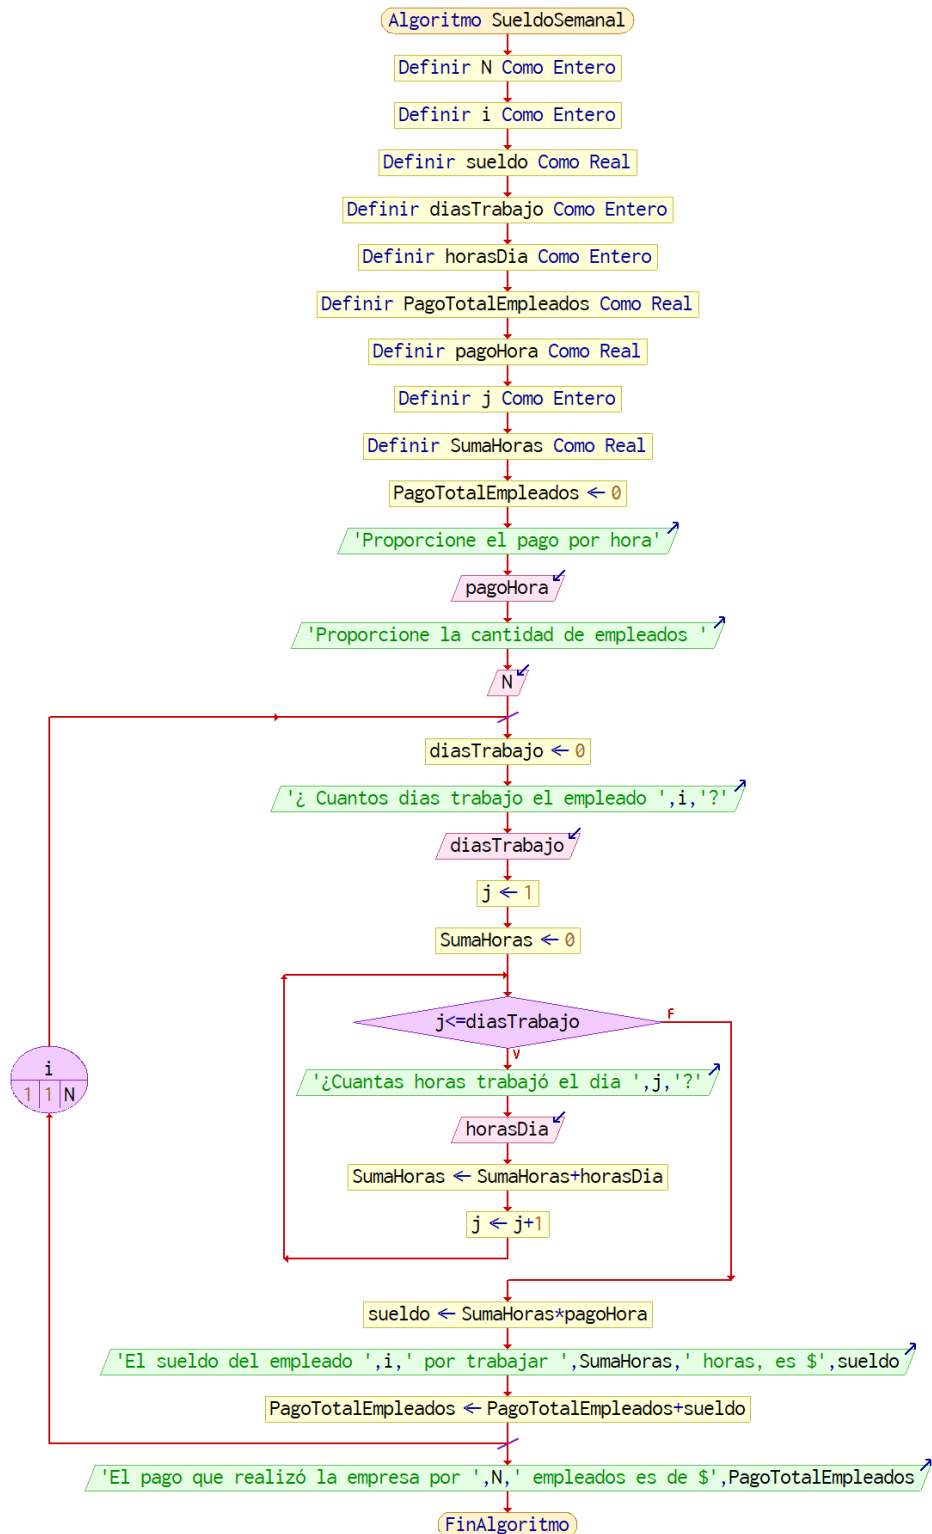 Algoritmo SueldoSemanal
Definir N Como Entero
Definir i Como Entero
Definir sueldo Como Real
Definir diasTrabajo Como Entero
Definir horasDia Como Entero
Definir PagoTotalEmpleados Como Real
Definir pagoHora Como Real
Definir j Como Entero
Definir SumaHoras Como Real
PagoTotalEmpleados ← 0
'Proporcione el pago por hora'
pagoHora
'Proporcione la cantidad de empleados '
N
diasTrabajo ← 0
'¿ Cuantos dias trabajo el empleado ',i,'?'
diasTrabajo
j ← 1
SumaHoras ← 0
j<=diasTrabajo
F
V
i
1 1 N
'¿Cuantas horas trabajó el dia ',j,'?'
horasDia
SumaHoras ← SumaHoras+horasDia
j ← j+1
sueldo ← SumaHoras*pagoHora
'El sueldo del empleado ',i,' por trabajar ',SumaHoras,' horas, es $',sueldo
PagoTotalEmpleados ← PagoTotalEmpleados+sueldo
'El pago que realizó la empresa por ',N,' empleados es de $',PagoTotalEmpleados
FinAlgoritmo